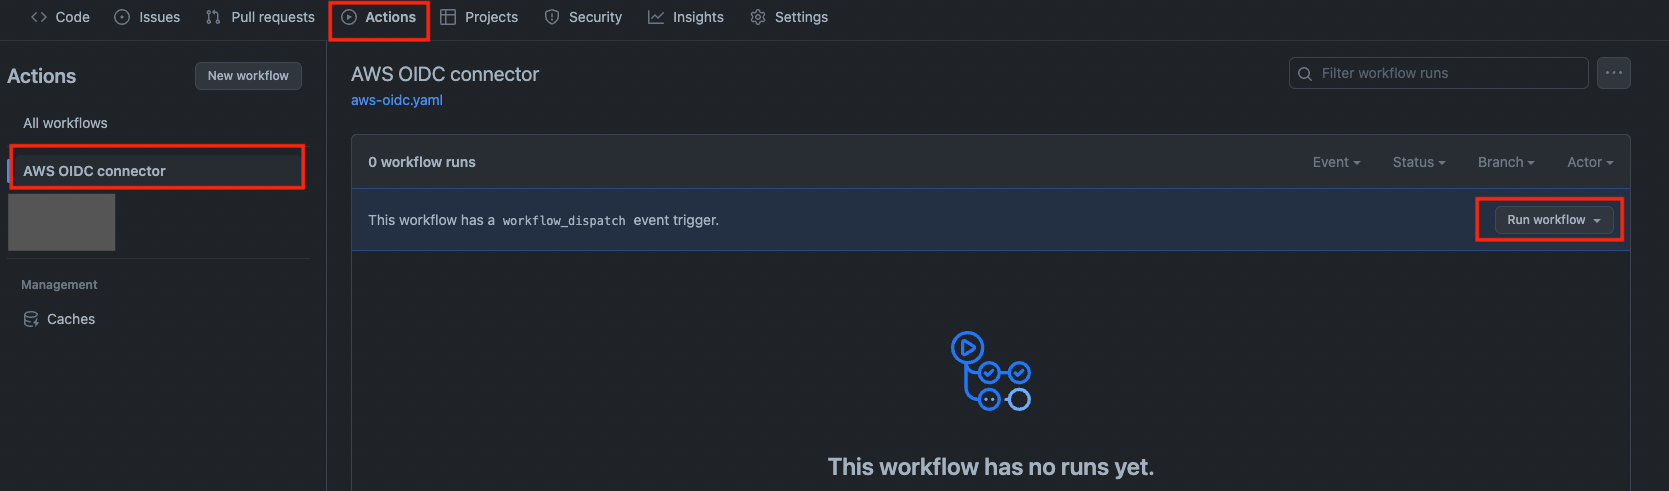 Code Issues Pull requests Actions Projects Security Insights Settings
Actions New workflow
All workflows
AWS OIDC connector
Management
Caches
AWS OIDC connector
Filter workflow runs
aws-oidc.yaml
0 workflow runs Event Status Branch Actor
This workflow has a workflow_dispatch event trigger. Run workflow
This workflow has no runs yet.